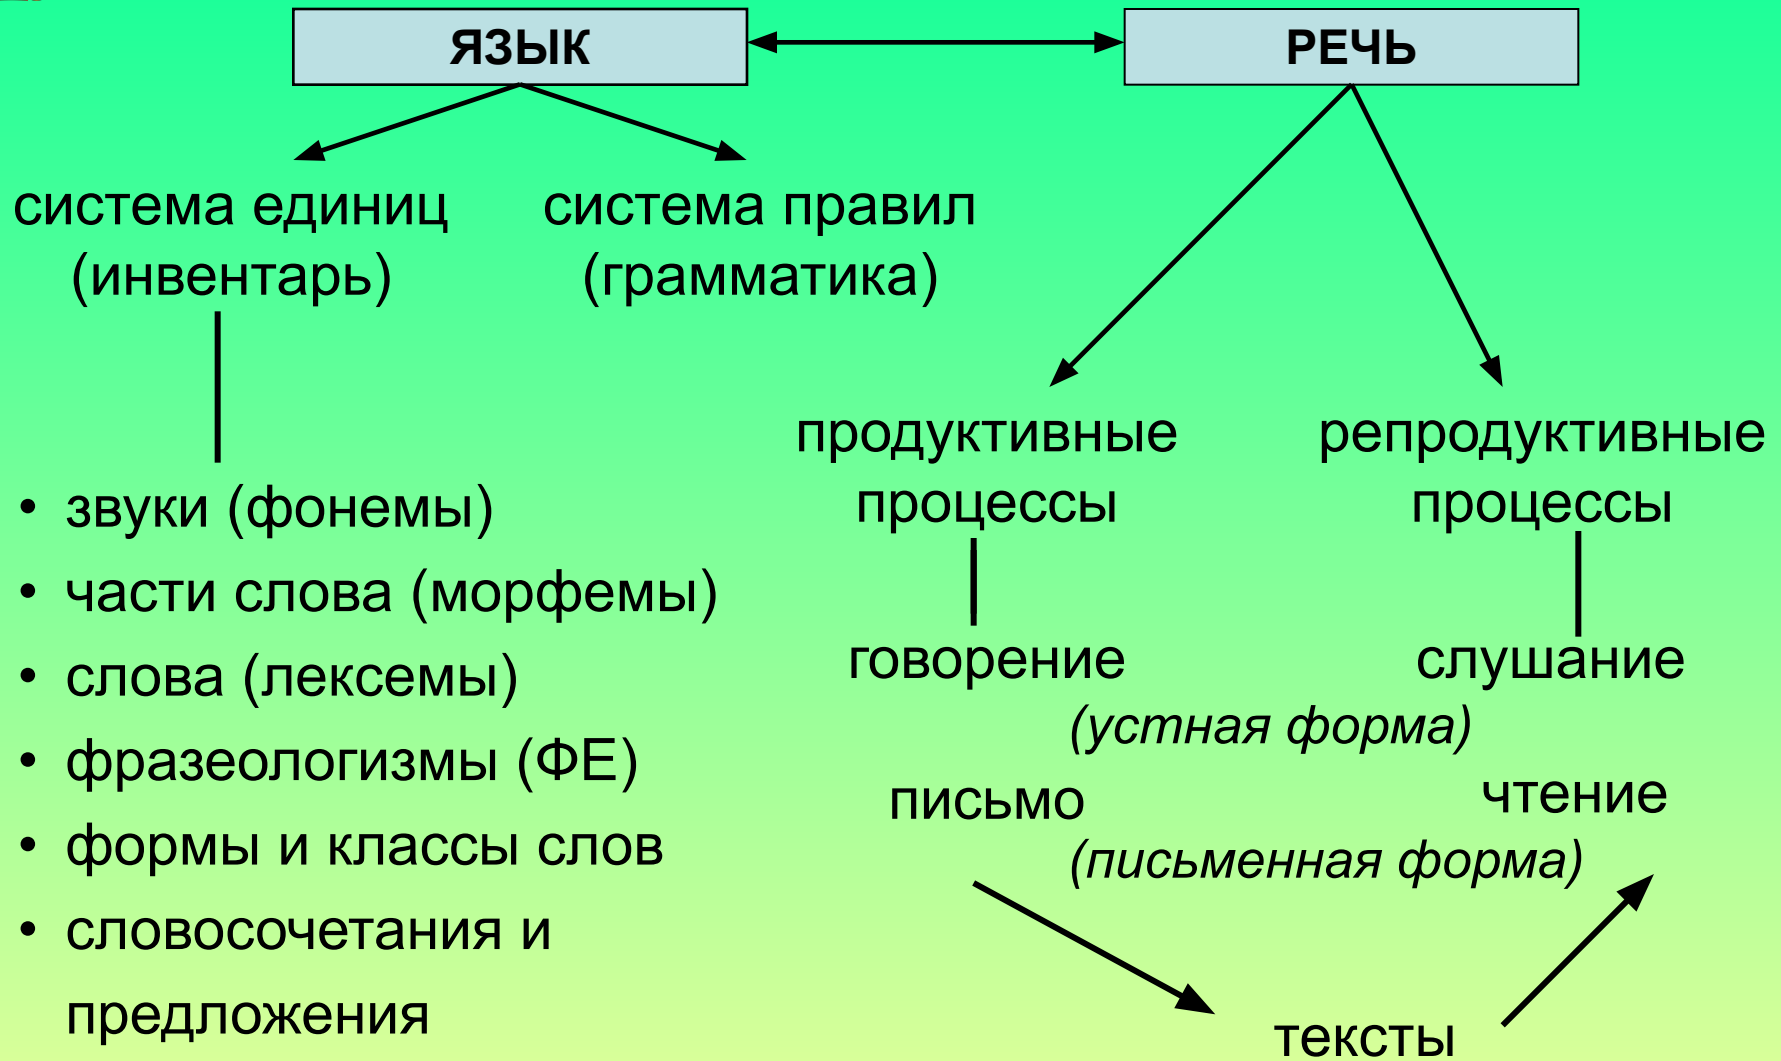 ЯЗЫК
РЕЧЬ
система единиц
(инвентарь)
система правил
(грамматика)
• звуки (фонемы)
• части слова (морфемы)
• слова (лексемы)
• фразеологизмы (ФЕ)
• формы и классы слов
• словосочетания и
предложения
продуктивные
процессы
репродуктивные
процессы
говорение
слушание
(устная форма)
письмо
чтение
(письменная форма)
тексты